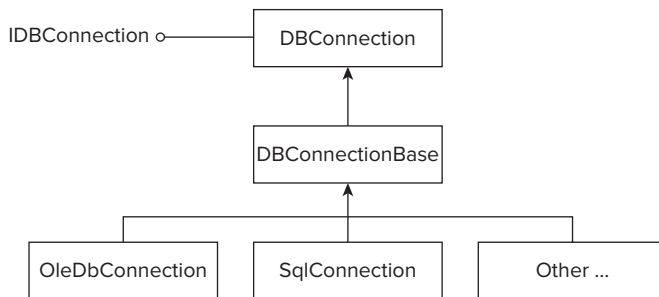 IDBConnection
DBConnection
DBConnectionBase
OleDbConnection
SqlConnection
Other ...